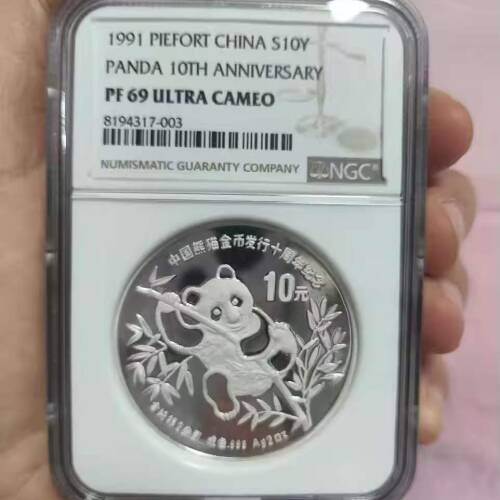 1991 PIEFORT CHINA S10Y
PANDA 10TH ANNIVERSARY
PF 69 ULTRA CAMEO
8194317-003
NUMISMATIC GUARANTY COMPANY
NGC
中国熊猫金币发行十周年纪念
10元
Ag2oz